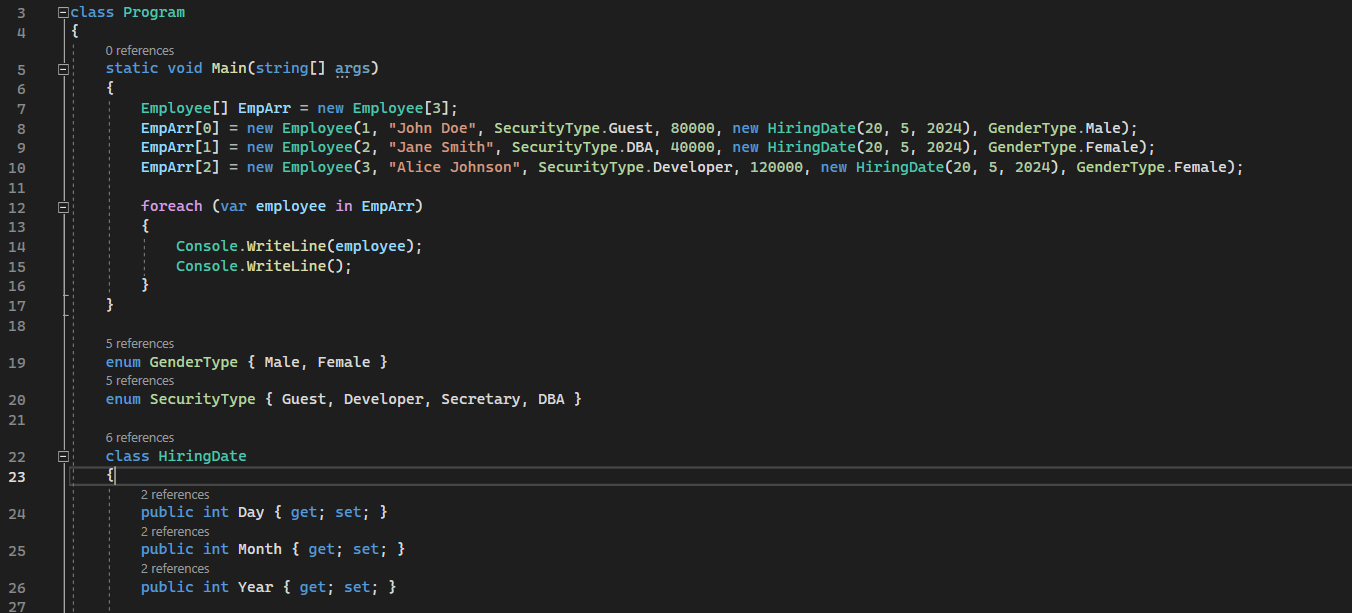 3 class Program
4 {
0 references
5 static void Main(string[] args)
6 {
7 Employee[] EmpArr = new Employee[3];
8 EmpArr[0] = new Employee(1, "John Doe", SecurityType.Guest, 80000, new HiringDate(20, 5, 2024), GenderType.Male);
9 EmpArr[1] = new Employee(2, "Jane Smith", SecurityType.DBA, 40000, new HiringDate(20, 5, 2024), GenderType.Female);
10 EmpArr[2] = new Employee(3, "Alice Johnson", SecurityType.Developer, 120000, new HiringDate(20, 5, 2024), GenderType.Female);
11
12 foreach (var employee in EmpArr)
13 {
14 Console.WriteLine(employee);
15 Console.WriteLine();
16 }
17 }
18
5 references
19 enum GenderType { Male, Female }
5 references
20 enum SecurityType { Guest, Developer, Secretary, DBA }
21
6 references
22 class HiringDate
23 {
2 references
24 public int Day { get; set; }
2 references
25 public int Month { get; set; }
2 references
26 public int Year { get; set; }
27